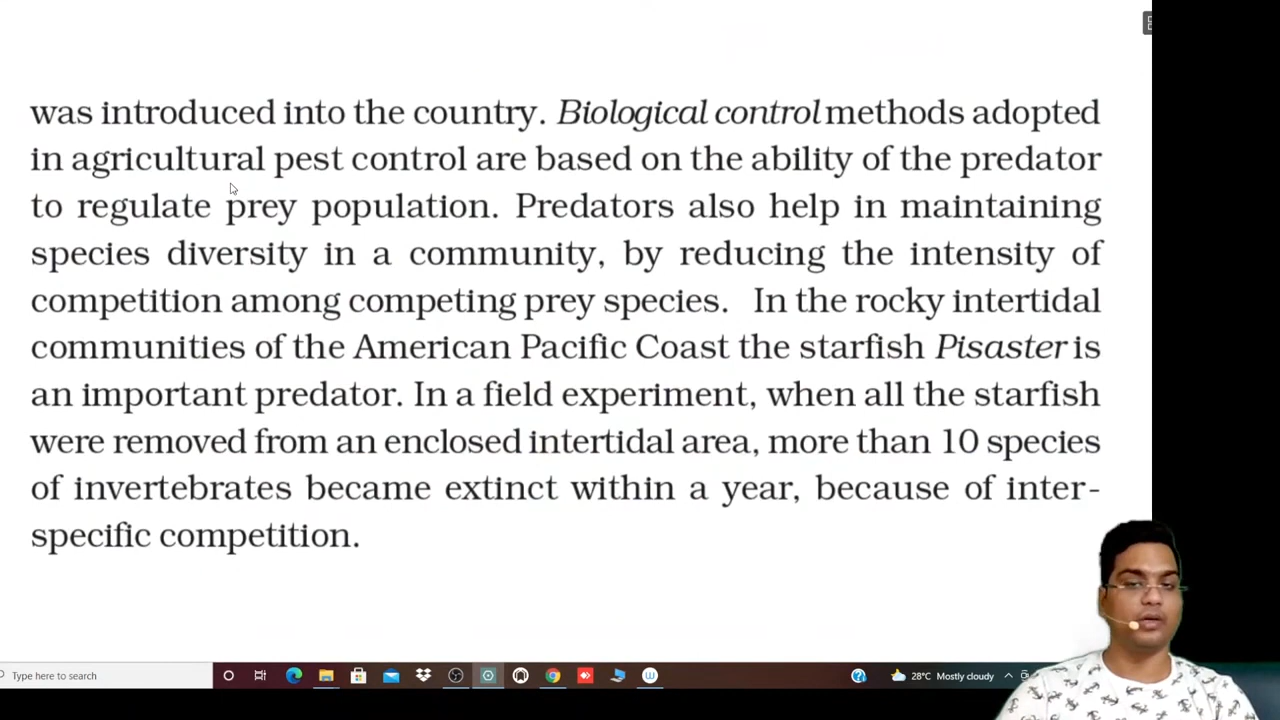 was introduced into the country. Biological control methods adopted
in agricultural pest control are based on the ability of the predator
to regulate prey population. Predators also help in maintaining
species diversity in a community, by reducing the intensity of
competition among competing prey species. In the rocky intertidal
communities of the American Pacific Coast the starfish Pisaster is
an important predator. In a field experiment, when all the starfish
were removed from an enclosed intertidal area, more than 10 species
of invertebrates became extinct within a year, because of inter-
specific competition.
Type here to search
28°C Mostly cloudy